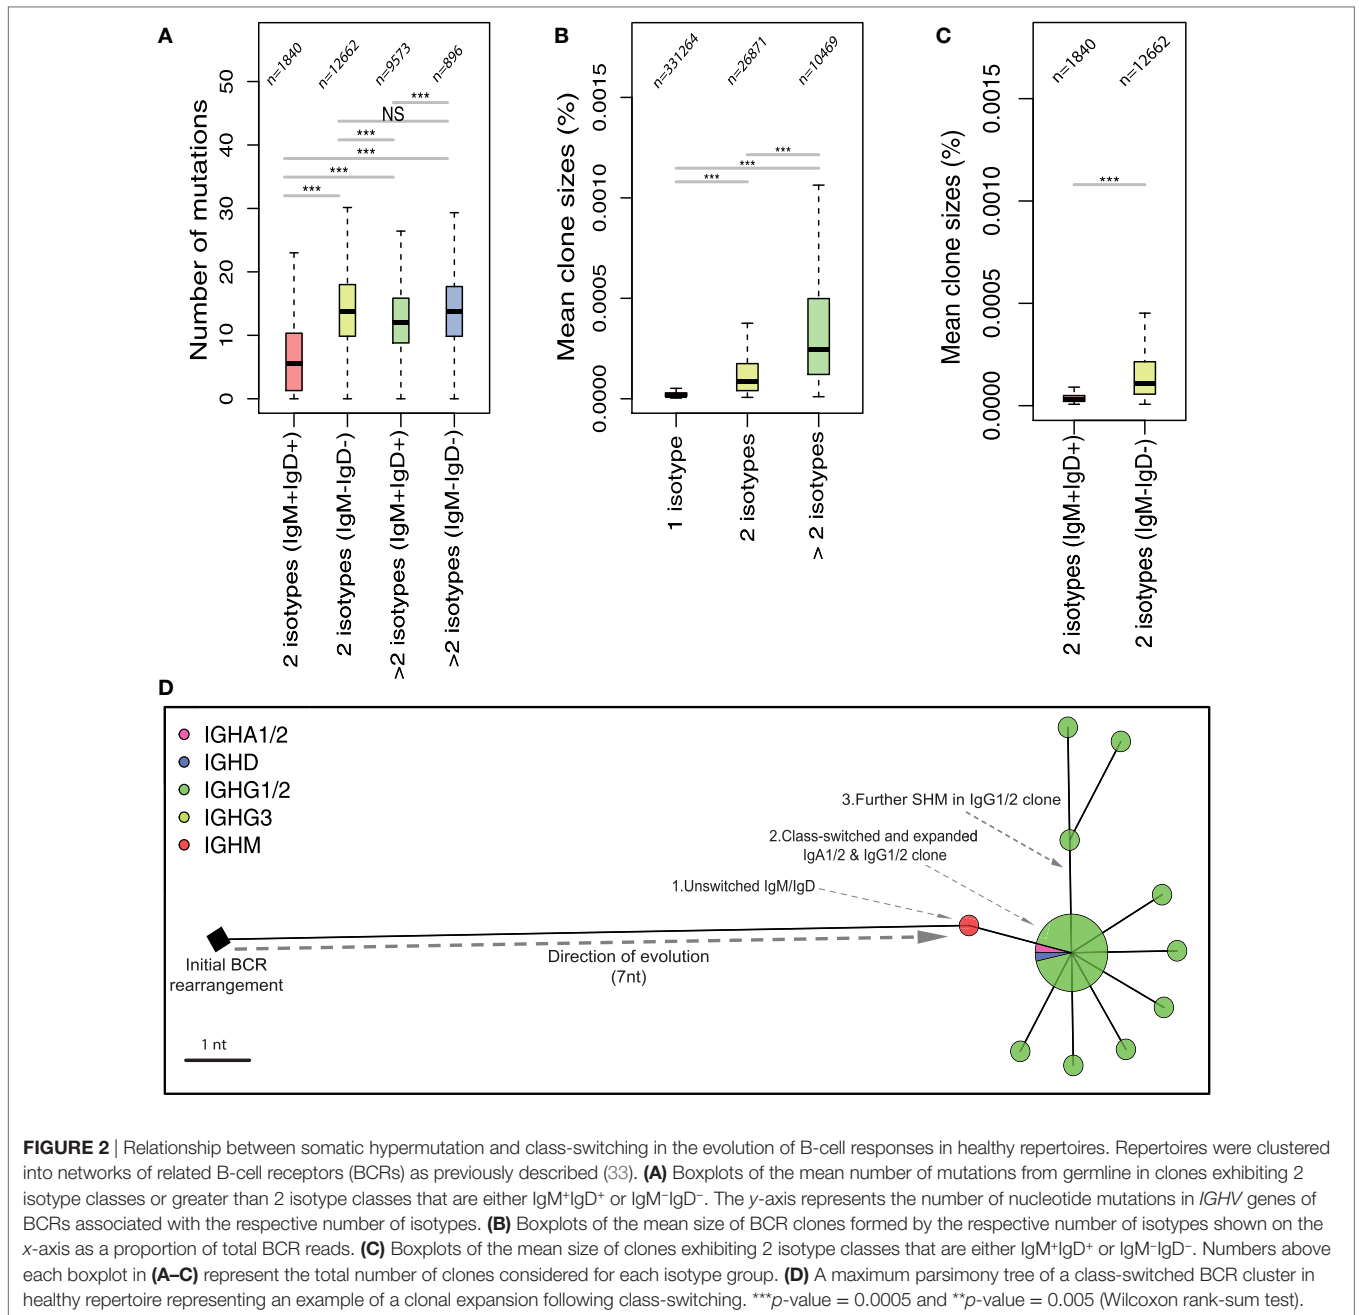 A
n=1840
n=12662
n=9573
n=896
Number of mutations
50
40
30
20
10
0
***
NS
***
***
***
***
2 isotypes (IgM+IgD+)
2 isotypes (IgM-IgD-)
>2 isotypes (IgM+IgD+)
>2 isotypes (IgM-IgD-)
B
n=331264
n=26871
n=10469
Mean clone sizes (%)
0.0015
0.0010
0.0005
0.0000
***
***
***
1 isotype
2 isotypes
> 2 isotypes
C
n=1840
n=12662
Mean clone sizes (%)
0.0015
0.0010
0.0005
0.0000
***
2 isotypes (IgM+IgD+)
2 isotypes (IgM-IgD-)
D
IGHA1/2
IGHD
IGHG1/2
IGHG3
IGHM
3.Further SHM in IgG1/2 clone
2.Class-switched and expanded
IgA1/2 & IgG1/2 clone
1.Unswitched IgM/IgD
Initial BCR
rearrangement
Direction of evolution
(7nt)
1 nt
FIGURE 2 | Relationship between somatic hypermutation and class-switching in the evolution of B-cell responses in healthy repertoires. Repertoires were clustered
into networks of related B-cell receptors (BCRs) as previously described (33). (A) Boxplots of the mean number of mutations from germline in clones exhibiting 2
isotype classes or greater than 2 isotype classes that are either IgM⁺IgD⁺ or IgM⁻IgD⁻. The y-axis represents the number of nucleotide mutations in IGHV genes of
BCRs associated with the respective number of isotypes. (B) Boxplots of the mean size of BCR clones formed by the respective number of isotypes shown on the
x-axis as a proportion of total BCR reads. (C) Boxplots of the mean size of clones exhibiting 2 isotype classes that are either IgM⁺IgD⁺ or IgM⁻IgD⁻. Numbers above
each boxplot in (A–C) represent the total number of clones considered for each isotype group. (D) A maximum parsimony tree of a class-switched BCR cluster in
healthy repertoire representing an example of a clonal expansion following class-switching. ***p-value = 0.0005 and **p-value = 0.005 (Wilcoxon rank-sum test).